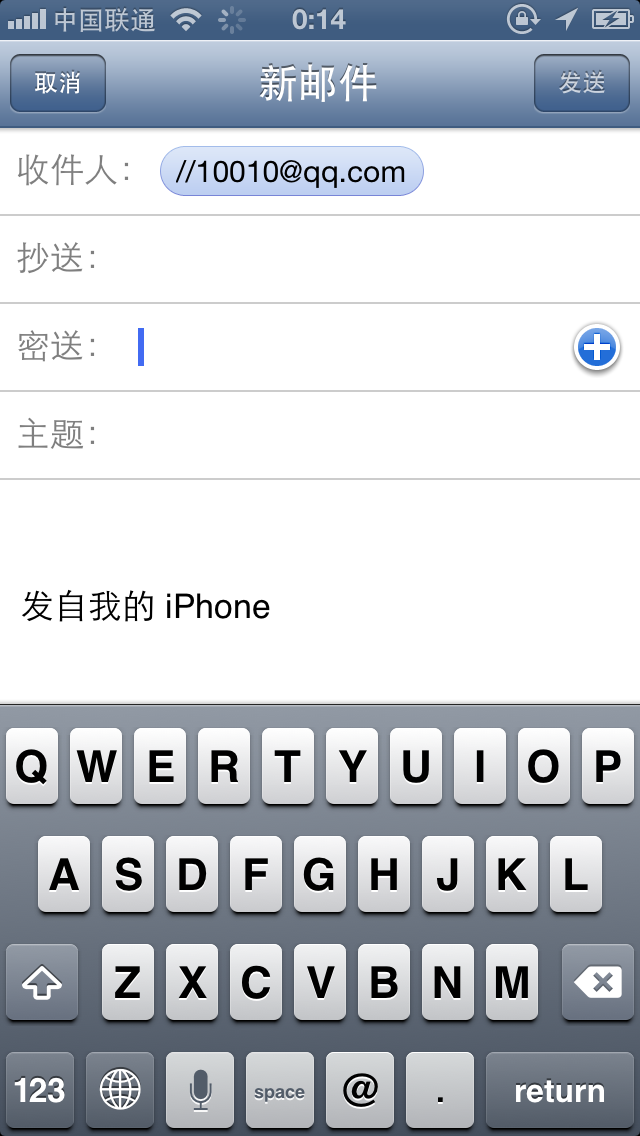 中国联通 0:14
取消 新邮件 发送
收件人: //10010@qq.com
抄送:
密送:
主题:
发自我的 iPhone
Q W E R T Y U I O P
A S D F G H J K L
Z X C V B N M
123 space @ . return